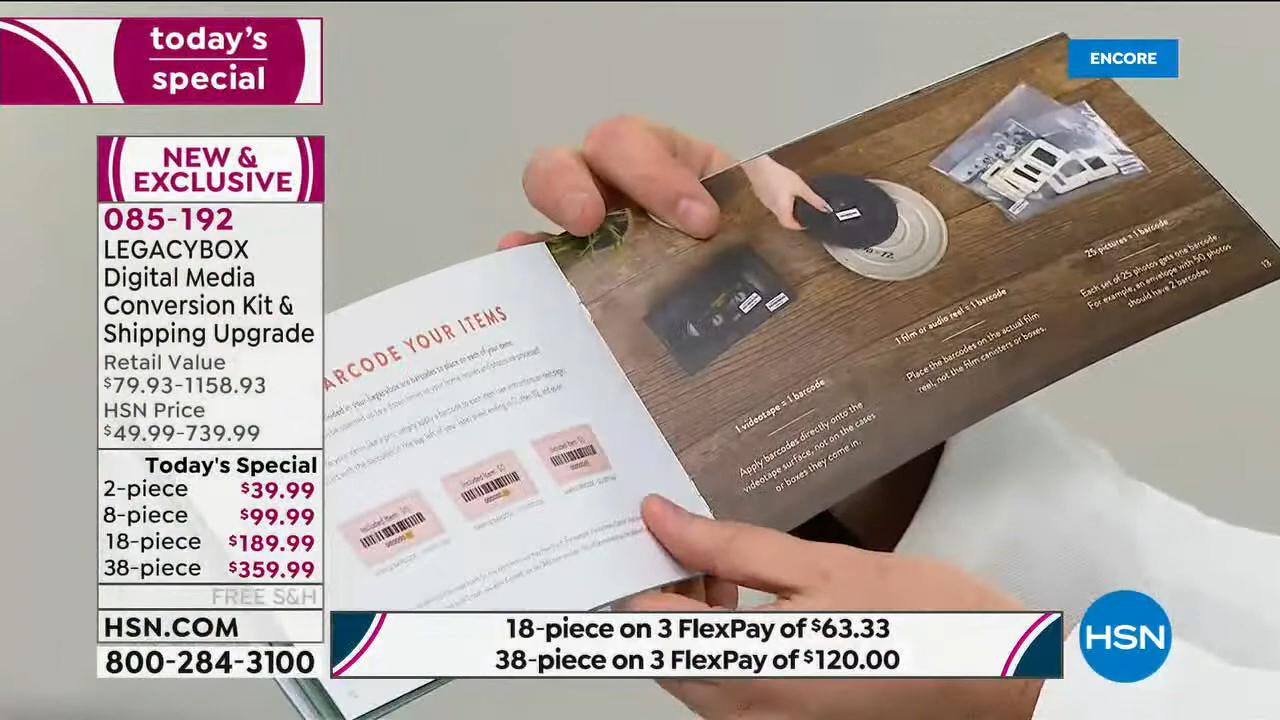 today's
special
ENCORE
NEW &
EXCLUSIVE
085-192
LEGACYBOX
Digital Media
Conversion Kit &
Shipping Upgrade
Retail Value
$79.93-1158.93
HSN Price
$49.99-739.99
Today's Special
2-piece $39.99
8-piece $99.99
18-piece $189.99
38-piece $359.99
FREE S&H
HSN.COM
800-284-3100
18-piece on 3 FlexPay of $63.33
38-piece on 3 FlexPay of $120.00
HSN
ARCODE YOUR ITEMS
1 videotape = 1 barcode
Apply barcodes directly onto the
videotape surface, not on the cases
or boxes they come in.
1 film or audio reel = 1 barcode
Place the barcodes on the actual film
reel, not the film canisters or boxes.
25 pictures = 1 barcode
Each set of 25 photos gets one barcode.
For example, an envelope with 50 photos
should have 2 barcodes.
13